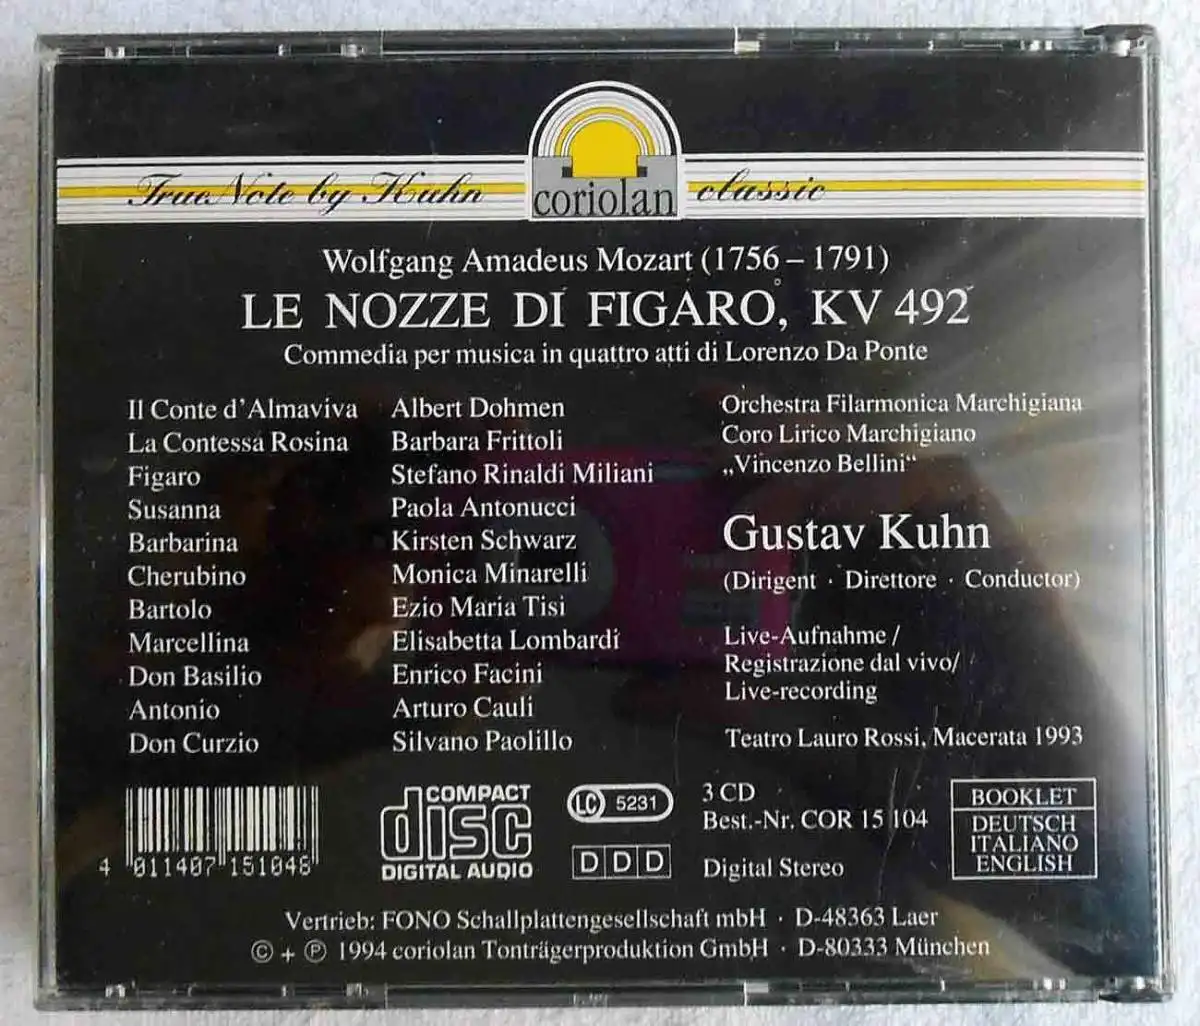 True Note by Kuhn coriolan classic
Wolfgang Amadeus Mozart (1756 – 1791)
LE NOZZE DI FIGARO, KV 492
Commedia per musica in quattro atti di Lorenzo Da Ponte
Il Conte d'Almaviva Albert Dohmen
La Contessa Rosina Barbara Frittoli
Figaro Stefano Rinaldi Miliani
Susanna Paola Antonucci
Barbarina Kirsten Schwarz
Cherubino Monica Minarelli
Bartolo Ezio Maria Tisi
Marcellina Elisabetta Lombardi
Don Basilio Enrico Facini
Antonio Arturo Cauli
Don Curzio Silvano Paolillo
Orchestra Filarmonica Marchigiana
Coro Lirico Marchigiano
„Vincenzo Bellini“
Gustav Kuhn
(Dirigent · Direttore · Conductor)
Live-Aufnahme /
Registrazione dal vivo/
Live-recording
Teatro Lauro Rossi, Macerata 1993
4 011407 151048
COMPACT
disc
DIGITAL AUDIO
LC 5231
DDD
3 CD
Best.-Nr. COR 15 104
Digital Stereo
BOOKLET
DEUTSCH
ITALIANO
ENGLISH
Vertrieb: FONO Schallplattengesellschaft mbH · D-48363 Laer
© + ℗ 1994 coriolan Tonträgerproduktion GmbH · D-80333 München